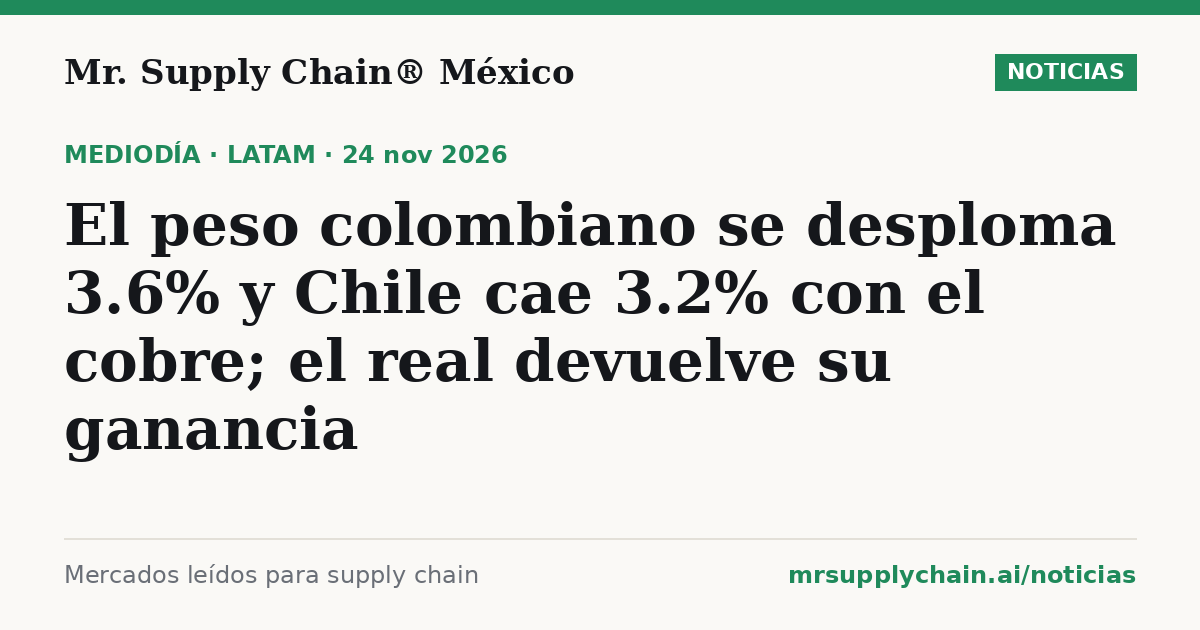 Mr. Supply Chain® México
NOTICIAS
MEDIODÍA · LATAM · 24 nov 2026
El peso colombiano se desploma
3.6% y Chile cae 3.2% con el
cobre; el real devuelve su
ganancia
Mercados leídos para supply chain
mrsupplychain.ai/noticias